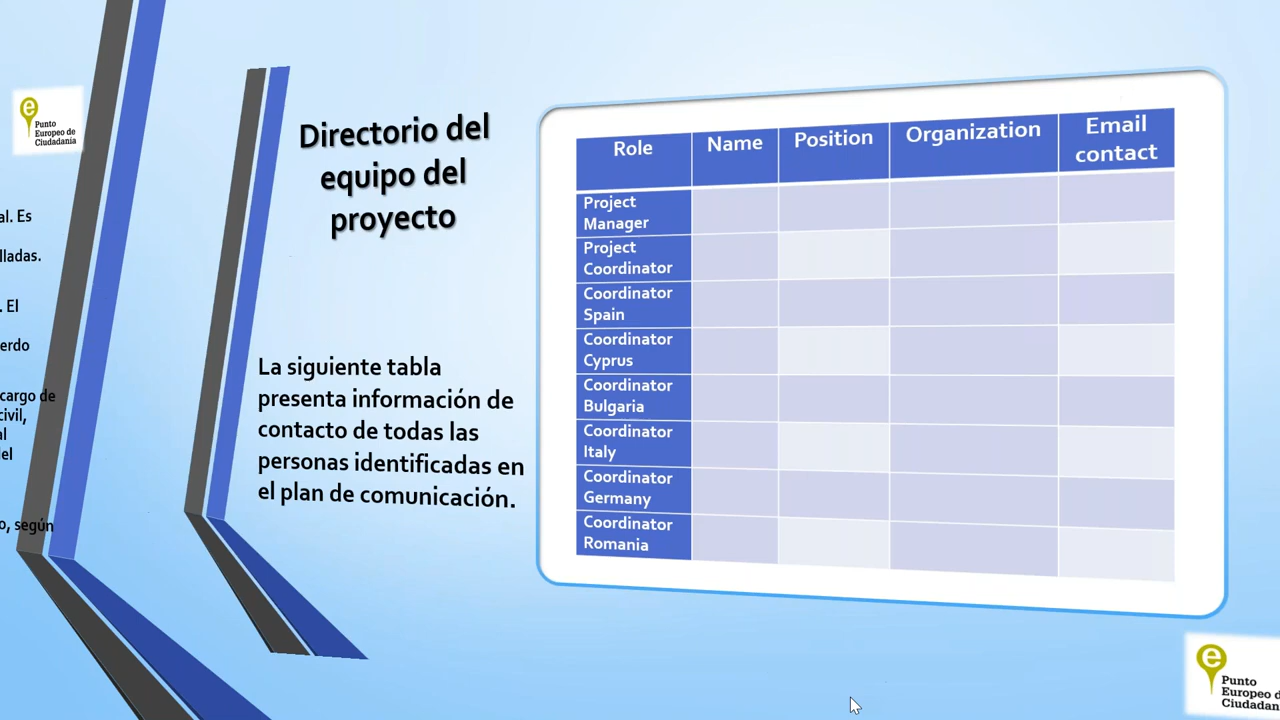 Punto
Europeo de
Ciudadanía
al. Es
lladas.
. El
erdo
cargo de
civil,
al
del
o, según
Directorio del
equipo del
proyecto
La siguiente tabla
presenta información de
contacto de todas las
personas identificadas en
el plan de comunicación.
Role Name Position Organization Email contact
Project
Manager
Project
Coordinator
Coordinator
Spain
Coordinator
Cyprus
Coordinator
Bulgaria
Coordinator
Italy
Coordinator
Germany
Coordinator
Romania
Punto
Europeo d
Ciudadan